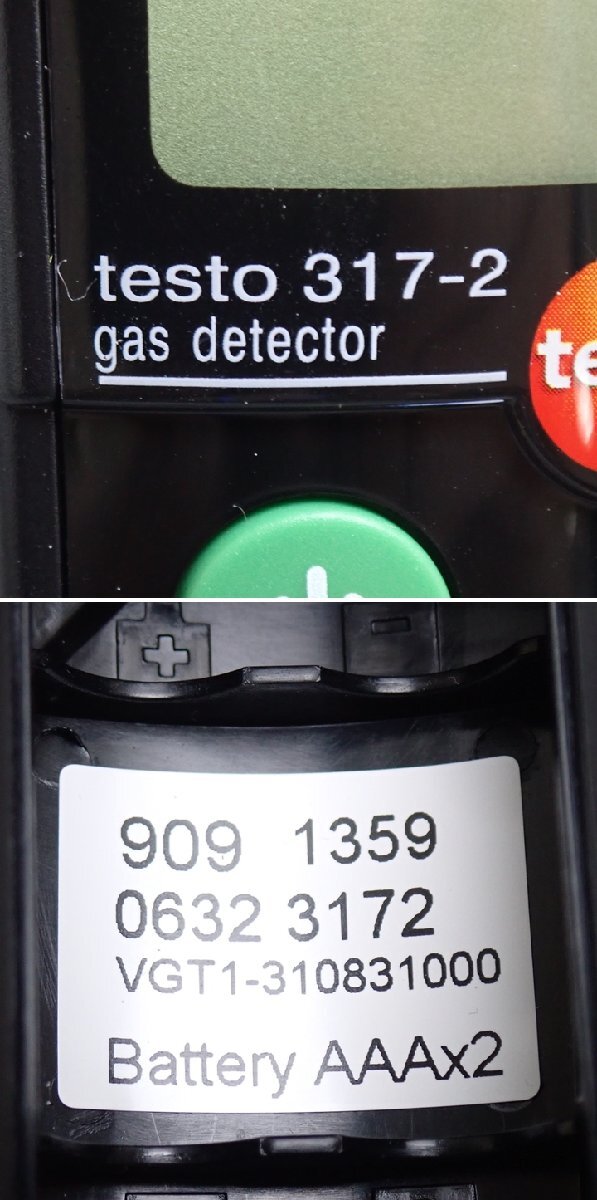 testo 317-2
gas detector
te
909 1359
0632 3172
VGT1-310831000
Battery AAAx2